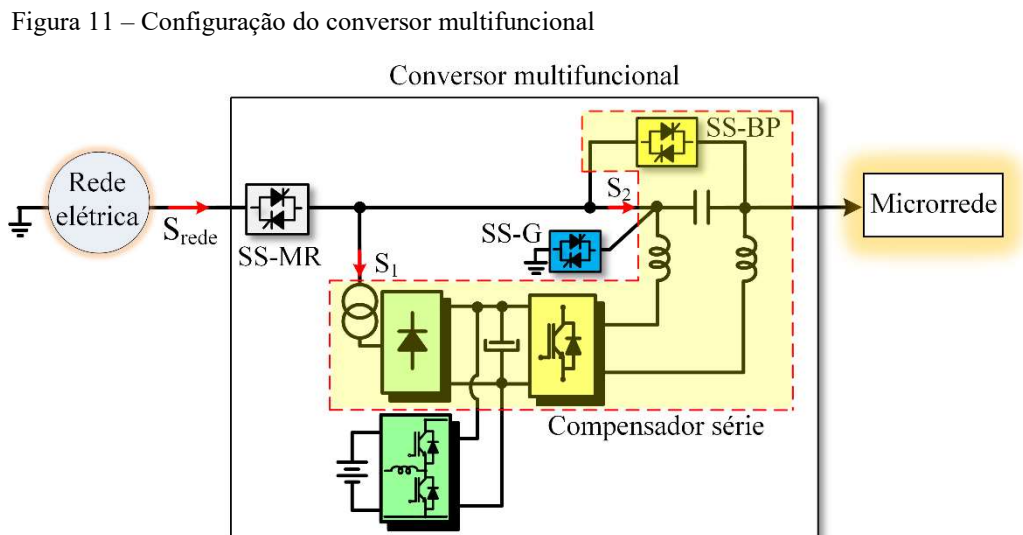 Figura 11 – Configuração do conversor multifuncional
Conversor multifuncional
SS-BP
Rede
elétrica
S₂
Microrrede
Srede
SS-MR
SS-G
S₁
Compensador série